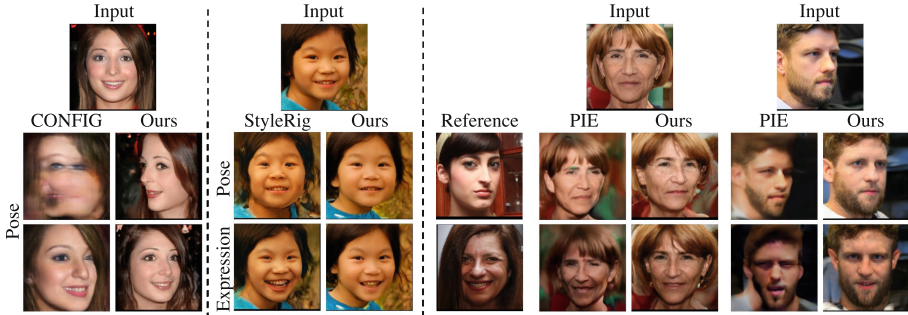 Input
Input
Input
Input
CONFIG
Ours
StyleRig
Ours
Reference
PIE
Ours
PIE
Ours
Pose
Pose
Expression